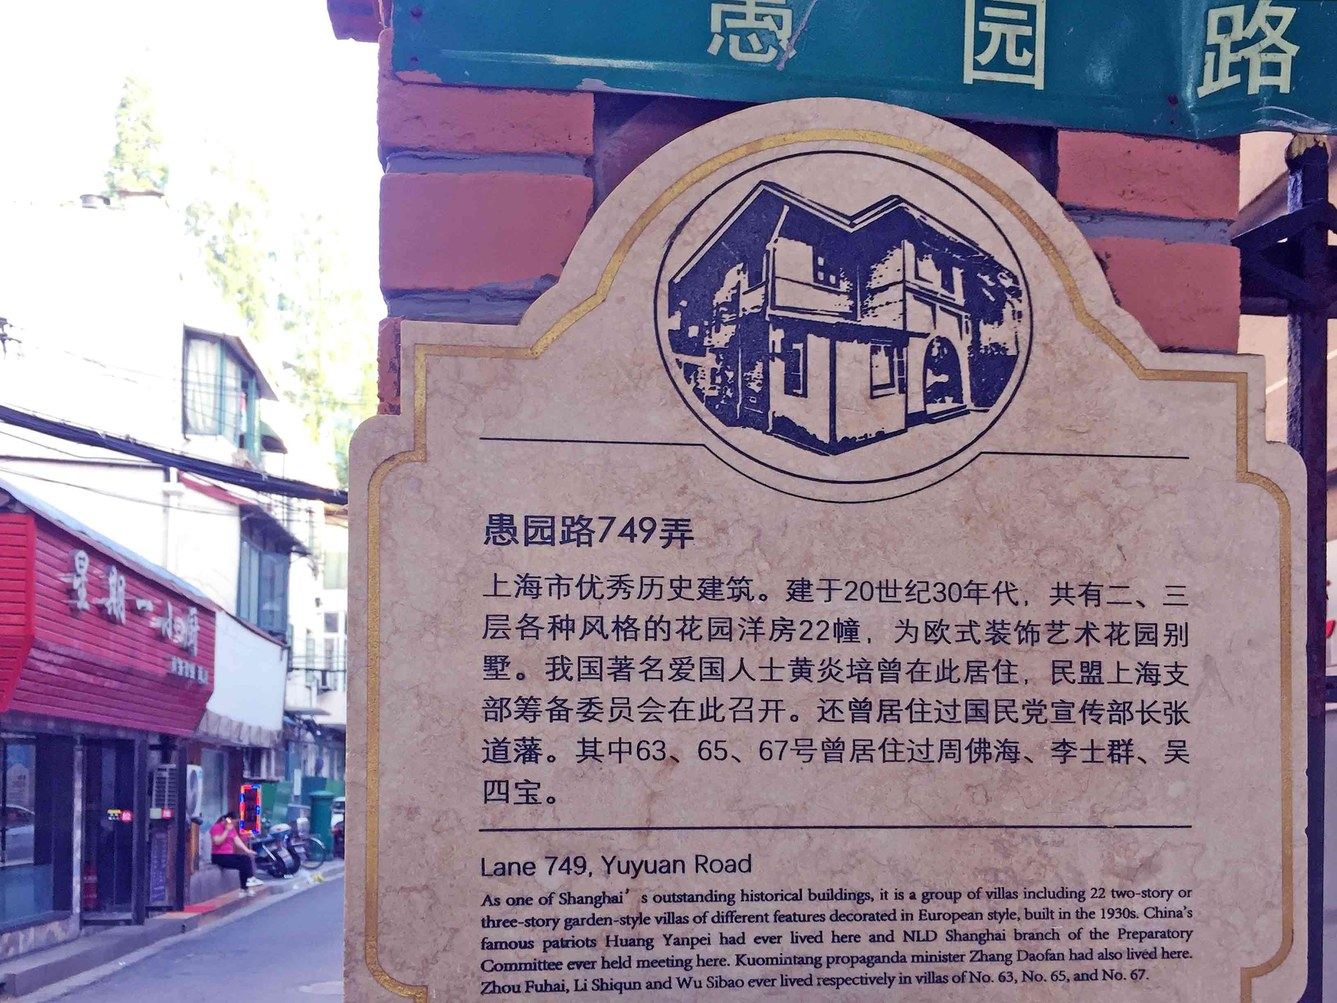 愚园路
星期一小厨
愚园路749弄
上海市优秀历史建筑。建于20世纪30年代，共有二、三
层各种风格的花园洋房22幢，为欧式装饰艺术花园别
墅。我国著名爱国人士黄炎培曾在此居住，民盟上海支
部筹备委员会在此召开。还曾居住过国民党宣传部长张
道藩。其中63、65、67号曾居住过周佛海、李士群、吴
四宝。
Lane 749, Yuyuan Road
As one of Shanghai’ s outstanding historical buildings, it is a group of villas including 22 two-story or
three-story garden-style villas of different features decorated in European style, built in the 1930s. China's
famous patriots Huang Yanpei had ever lived here and NLD Shanghai branch of the Preparatory
Committee ever held meeting here. Kuomintang propaganda minister Zhang Daofan had also lived here.
Zhou Fuhai, Li Shiqun and Wu Sibao ever lived respectively in villas of No. 63, No. 65, and No. 67.